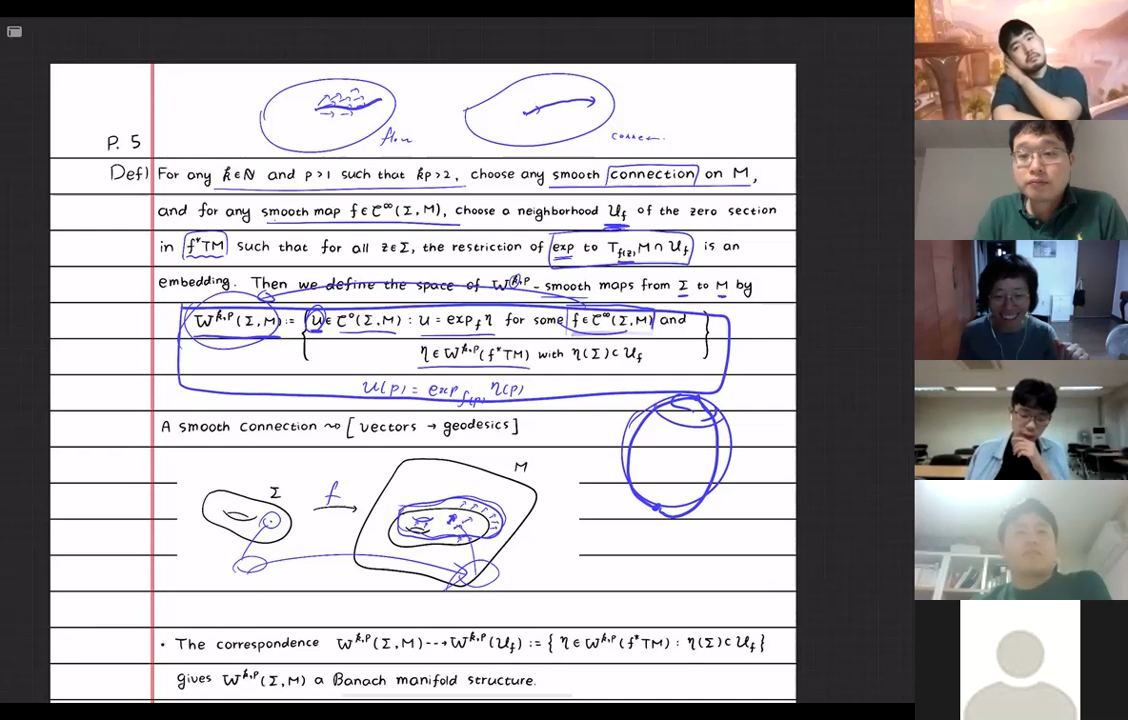 flow
connec
P. 5
Def) For any k∈ℕ and p>1 such that kp>2, choose any smooth connection on M,
and for any smooth map f∈C^∞(Σ,M), choose a neighborhood U_f of the zero section
in f*TM such that for all z∈Σ, the restriction of exp to T_{f(z)}M∩U_f is an
embedding. Then we define the space of W^{k,p}-smooth maps from Σ to M by
W^{k,p}(Σ,M) := { u∈C^0(Σ,M) : u = exp_f η for some f∈C^∞(Σ,M) and
η∈W^{k,p}(f*TM) with η(Σ)⊂U_f }
u(p) = exp_{f(p)} η(p)
A smooth connection ⇝ [vectors → geodesics]
Σ f M
• The correspondence W^{k,p}(Σ,M) ⇢ W^{k,p}(U_f) := { η∈W^{k,p}(f*TM) : η(Σ)⊂U_f }
gives W^{k,p}(Σ,M) a Banach manifold structure.